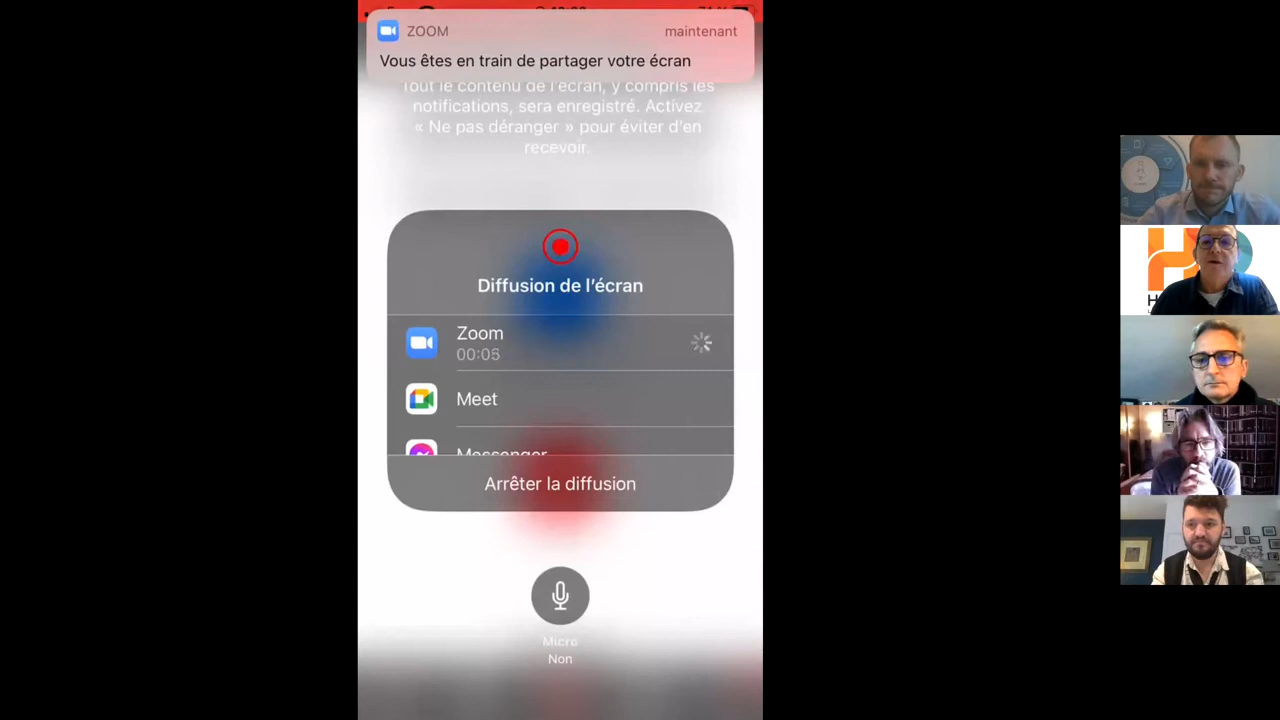 ZOOM
maintenant
Vous êtes en train de partager votre écran
Tout le contenu de l'écran, y compris les
notifications, sera enregistré. Activez
« Ne pas déranger » pour éviter d'en
recevoir.
Diffusion de l'écran
Zoom
00:05
Meet
Messenger
Arrêter la diffusion
Micro
Non